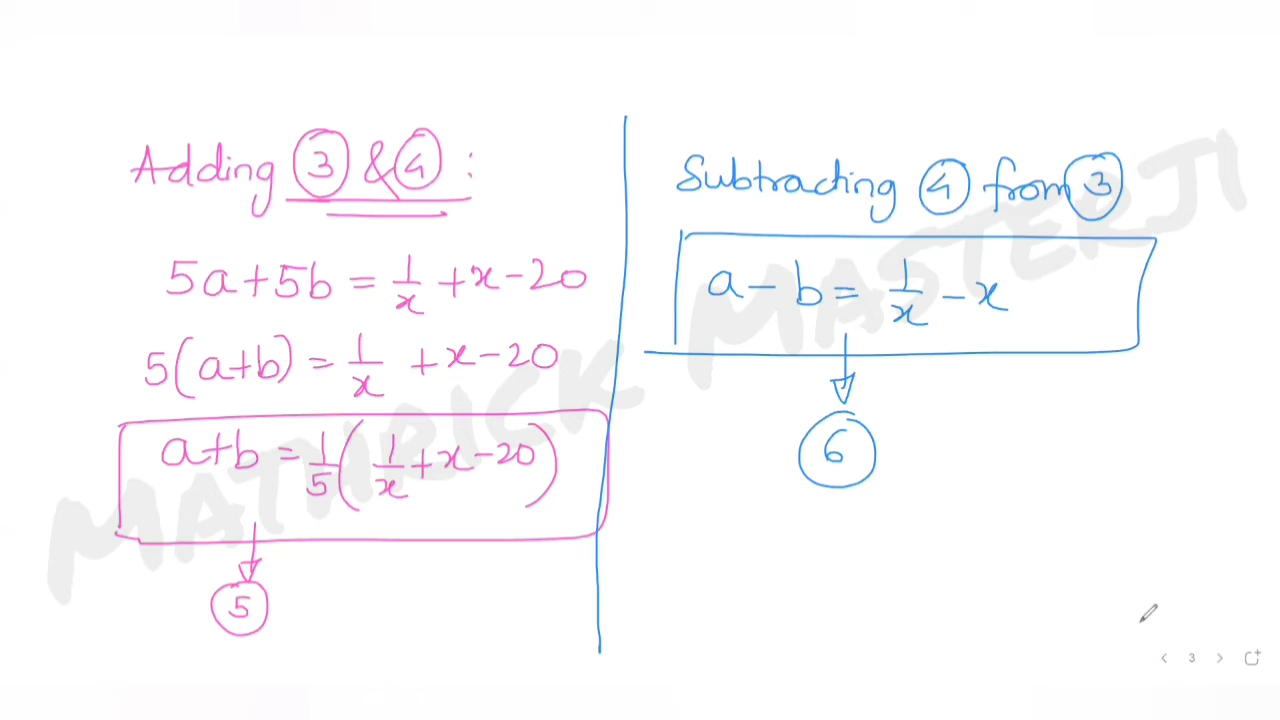 Adding ③ & ④ :
5a+5b = 1/x + x - 20
5(a+b) = 1/x + x - 20
a+b = 1/5 (1/x + x - 20)
⑤
Subtracting ④ from ③
a - b = 1/x - x
⑥
MATHRICK MASTERJI
< 3 >